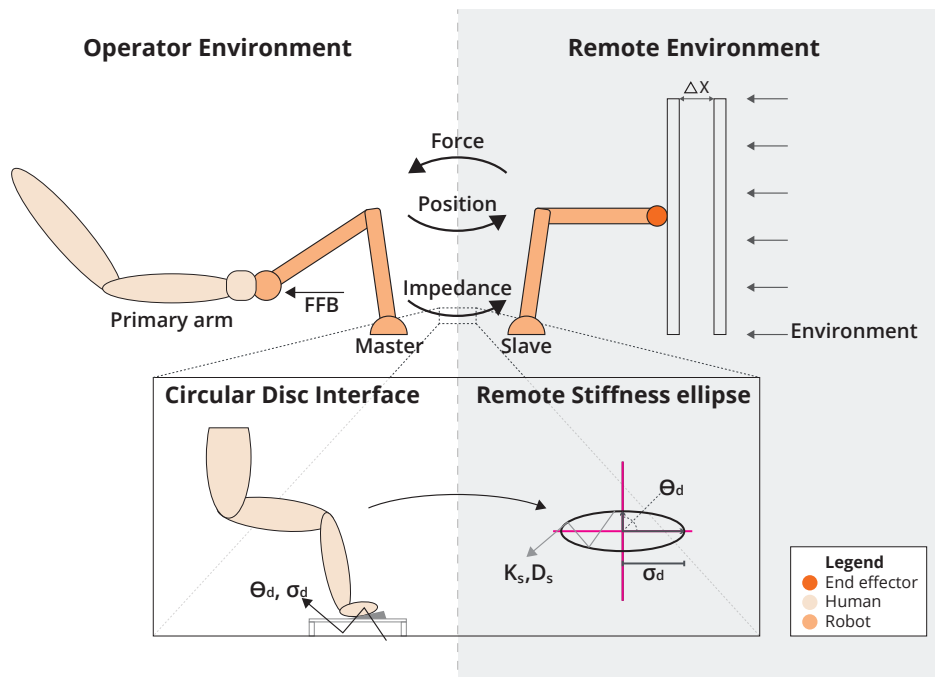 Operator Environment
Remote Environment
△X
Force
Position
Impedance
FFB
Primary arm
Master
Slave
Environment
Circular Disc Interface
Remote Stiffness ellipse
Θd
Ks,Ds
σd
Θd, σd
Legend
End effector
Human
Robot